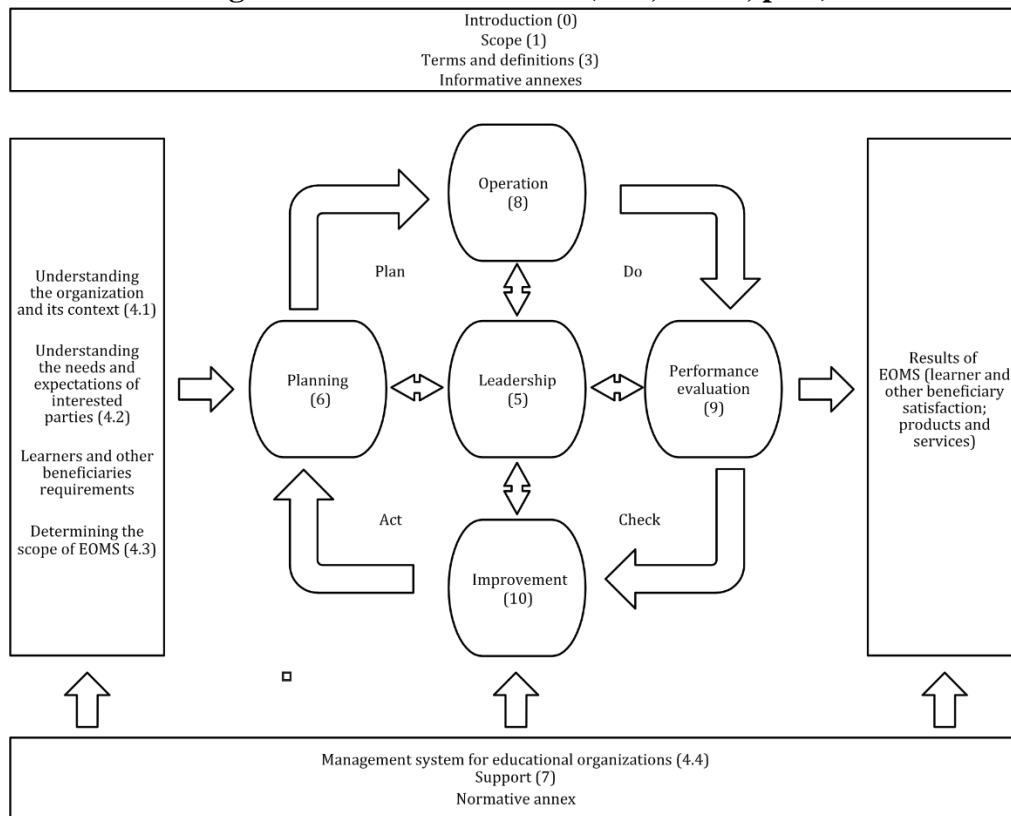 Introduction (0)
Scope (1)
Terms and definitions (3)
Informative annexes
Understanding
the organization
and its context (4.1)
Understanding
the needs and
expectations of
interested
parties (4.2)
Learners and other
beneficiaries
requirements
Determining the
scope of EOMS (4.3)
Operation
(8)
Plan
Do
Planning
(6)
Leadership
(5)
Performance
evaluation
(9)
Act
Check
Improvement
(10)
Results of
EOMS (learner and
other beneficiary
satisfaction;
products and
services)
Management system for educational organizations (4.4)
Support (7)
Normative annex